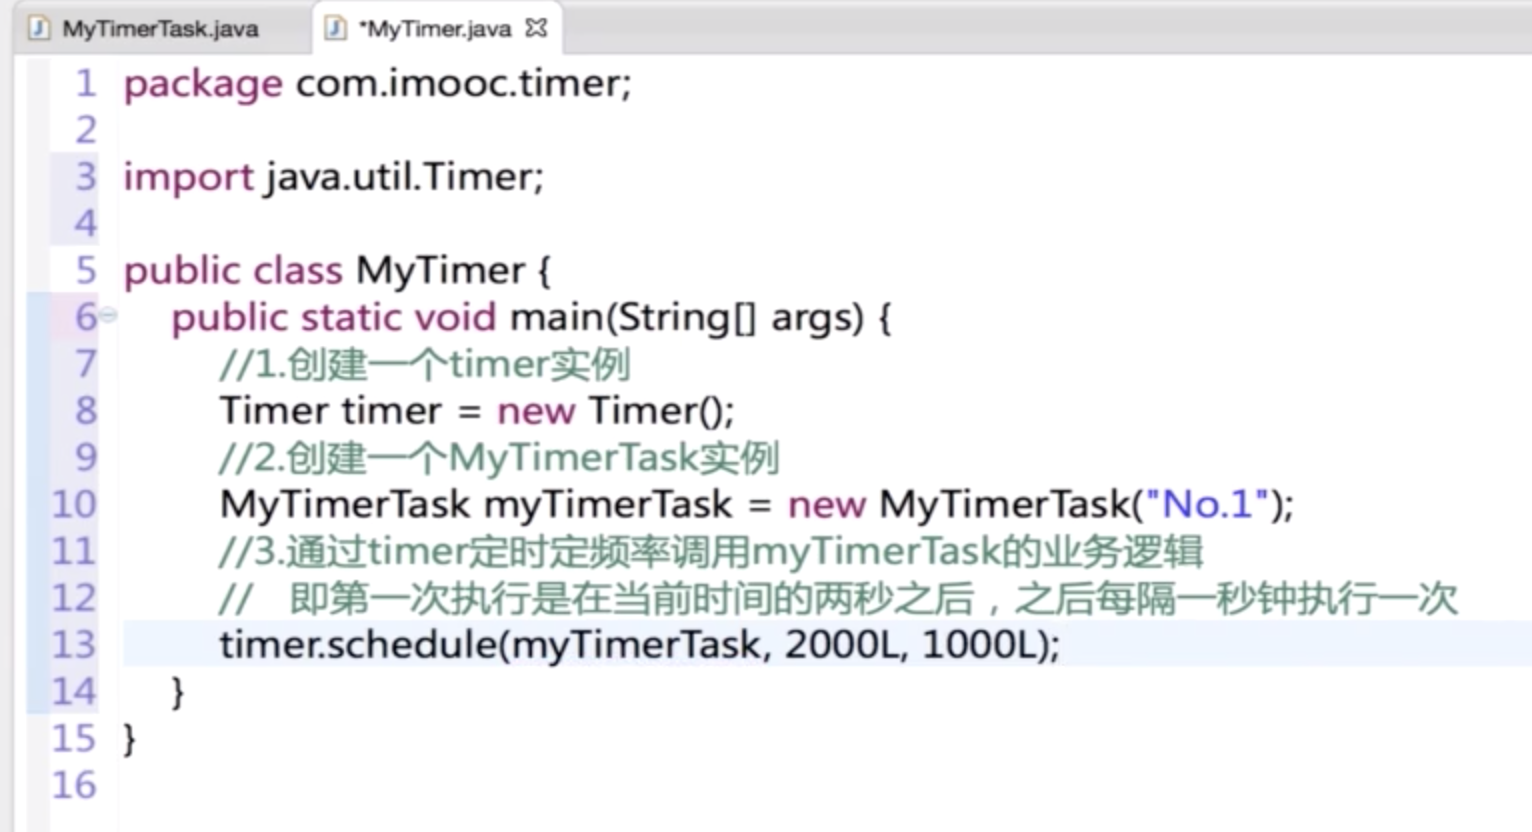 MyTimerTask.java
*MyTimer.java
1 package com.imooc.timer;
2
3 import java.util.Timer;
4
5 public class MyTimer {
6 public static void main(String[] args) {
7 //1.创建一个timer实例
8 Timer timer = new Timer();
9 //2.创建一个MyTimerTask实例
10 MyTimerTask myTimerTask = new MyTimerTask("No.1");
11 //3.通过timer定时定频率调用myTimerTask的业务逻辑
12 // 即第一次执行是在当前时间的两秒之后，之后每隔一秒钟执行一次
13 timer.schedule(myTimerTask, 2000L, 1000L);
14 }
15 }
16